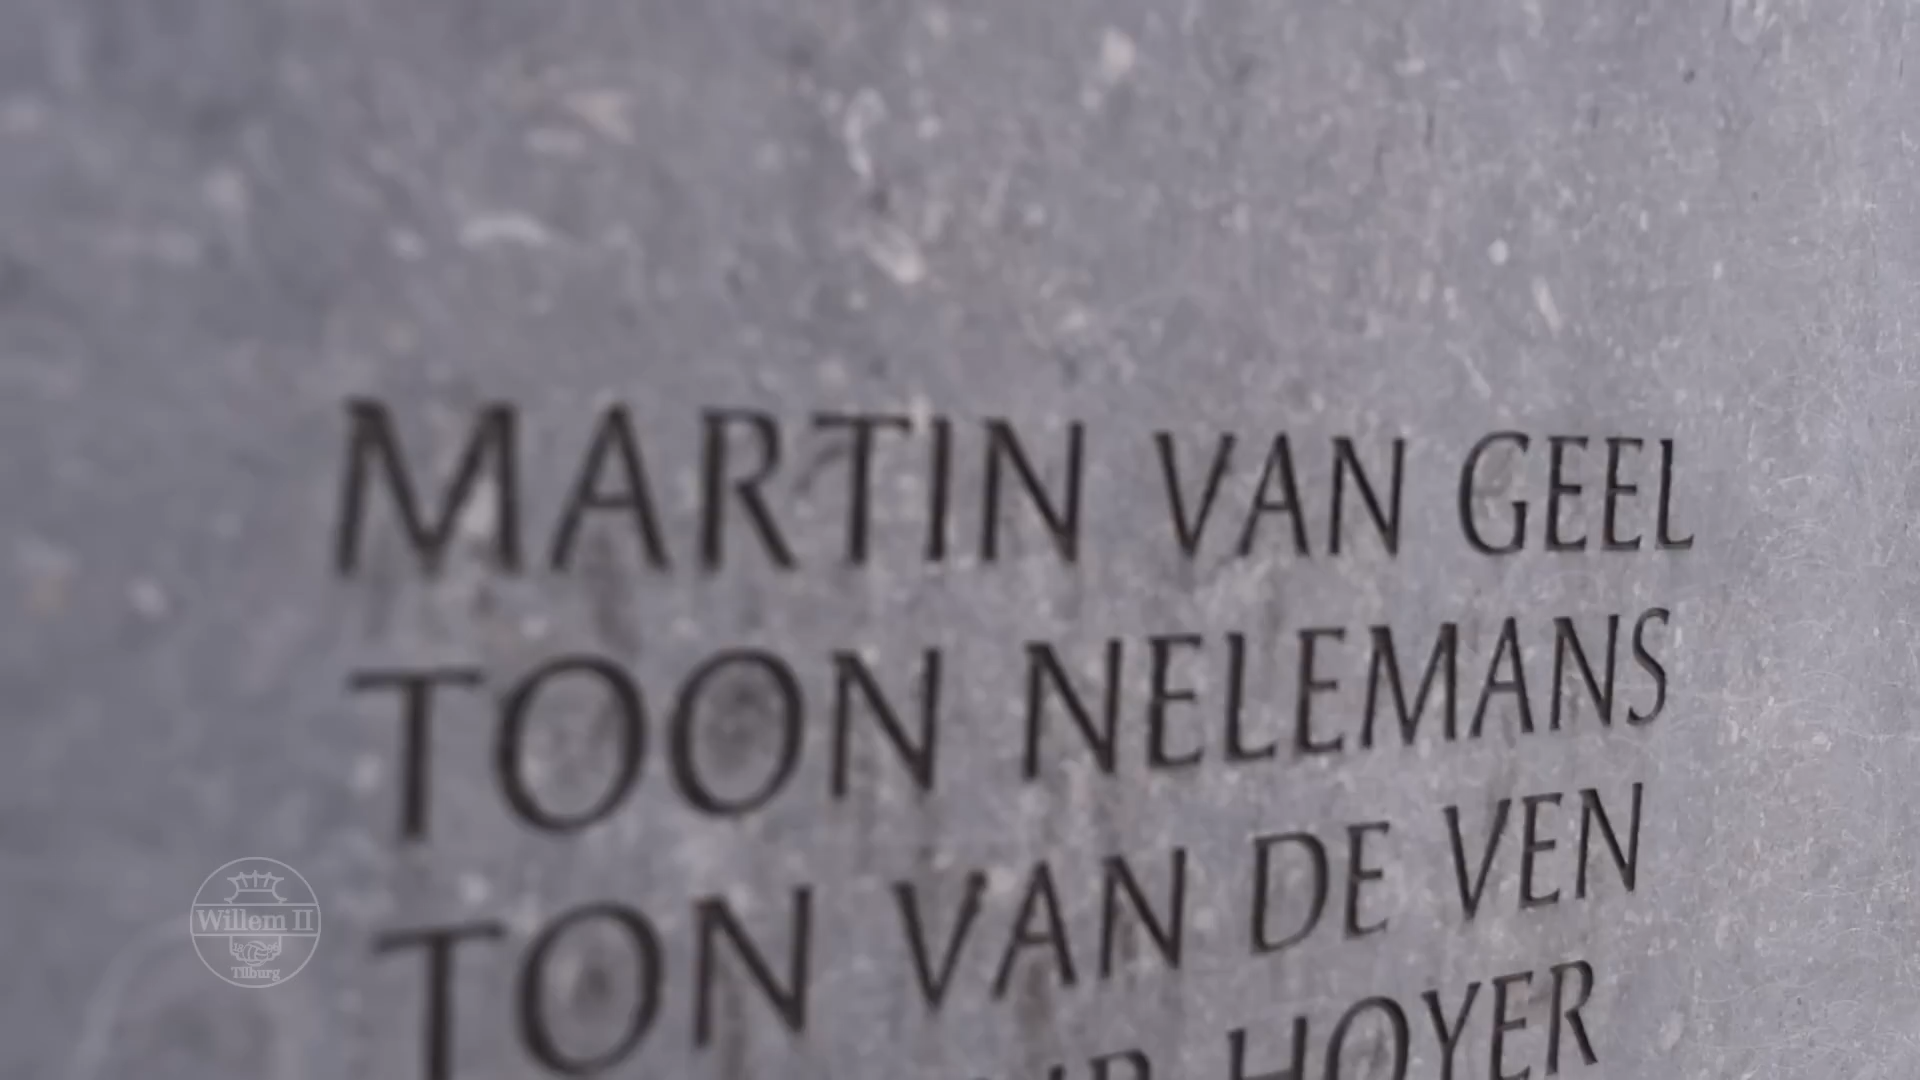 MARTIN VAN GEEL
TOON NELEMANS
TON VAN DE VEN
HOYER
Willem II
Tilburg